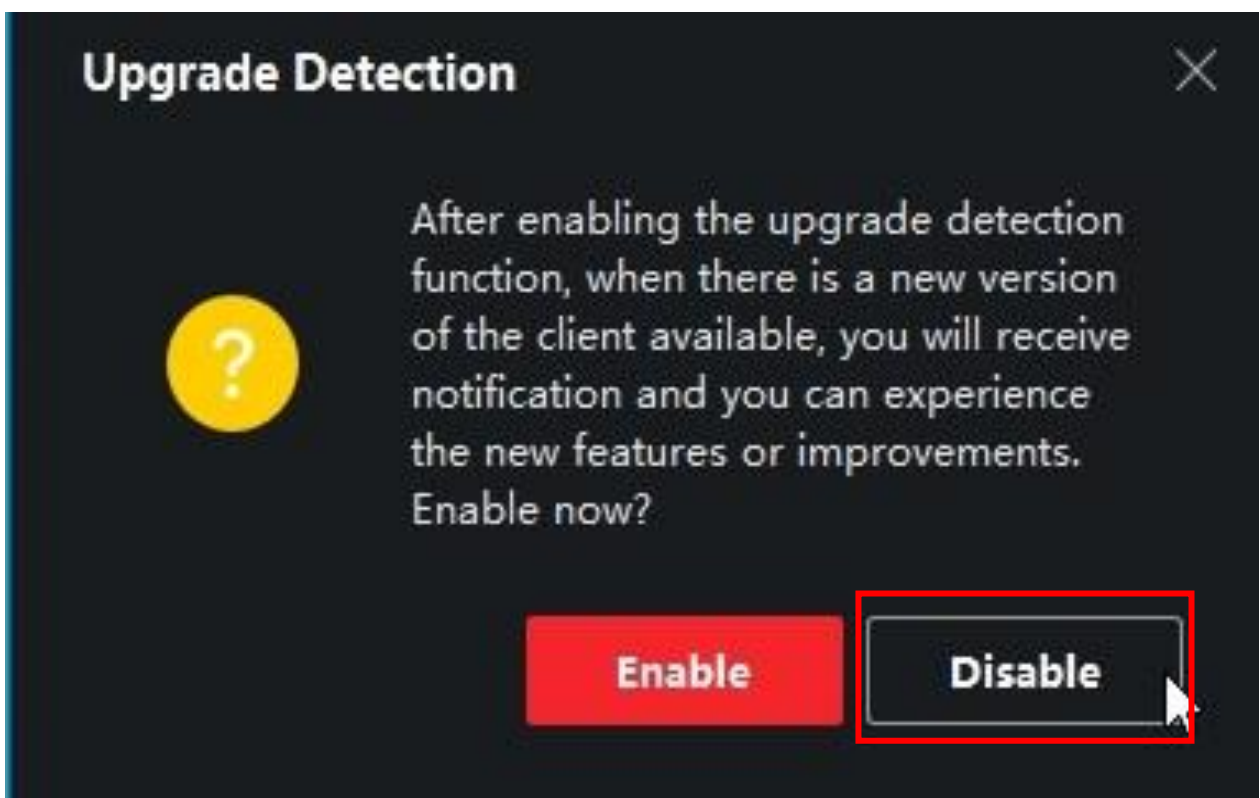 Upgrade Detection
After enabling the upgrade detection
function, when there is a new version
of the client available, you will receive
notification and you can experience
the new features or improvements.
Enable now?
?
Enable
Disable